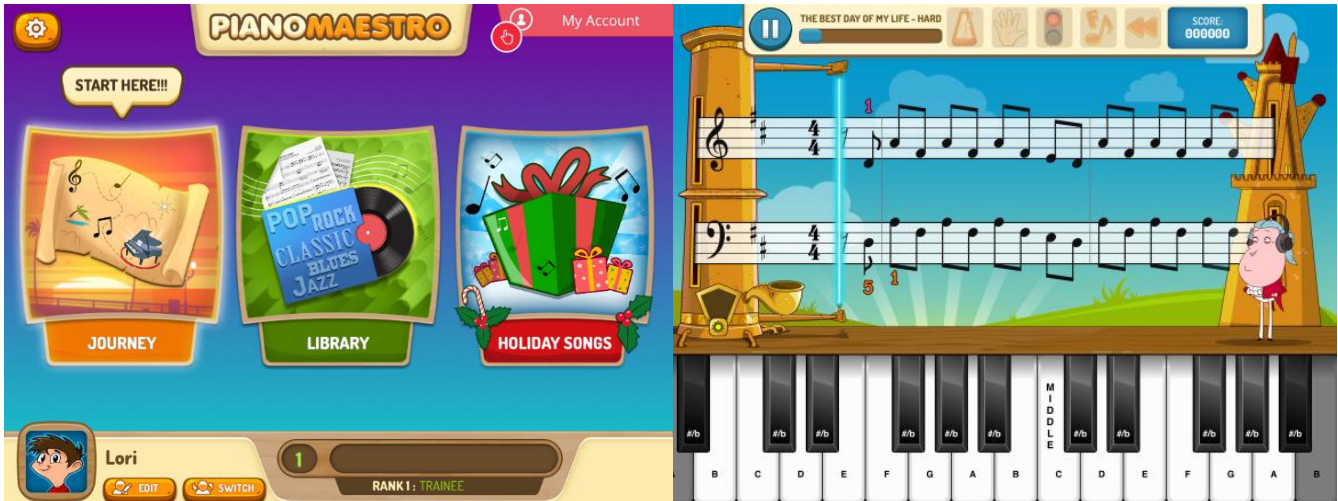 PIANOMAESTRO
My Account
START HERE!!!
POP ROCK
CLASSIC
BLUES
JAZZ
JOURNEY
LIBRARY
HOLIDAY SONGS
Lori
EDIT
SWITCH
1
RANK 1: TRAINEE
THE BEST DAY OF MY LIFE - HARD
SCORE:
000000
1
4
4
4
4
5
1
MIDDLE
#/b #/b #/b #/b #/b #/b #/b #/b #/b #/b #/b
B C D E F G A B C D E F G A B